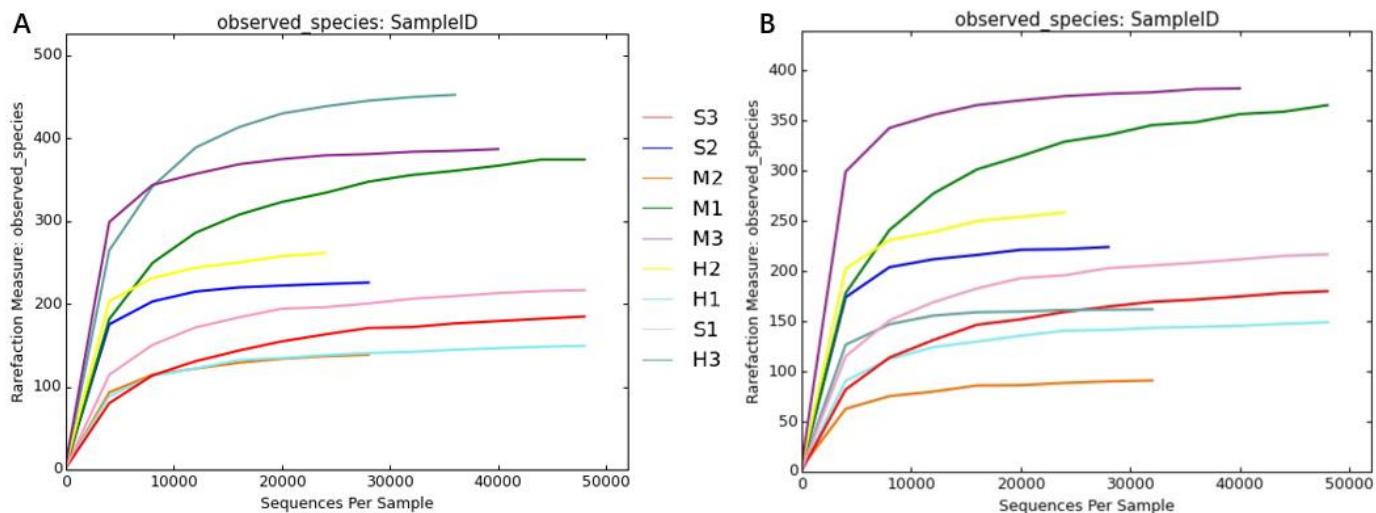 A
observed_species: SampleID
Rarefaction Measure: observed_species
500
400
300
200
100
0
0 10000 20000 30000 40000 50000
Sequences Per Sample
S3
S2
M2
M1
M3
H2
H1
S1
H3
B
observed_species: SampleID
Rarefaction Measure: observed_species
400
350
300
250
200
150
100
50
0
0 10000 20000 30000 40000 50000
Sequences Per Sample